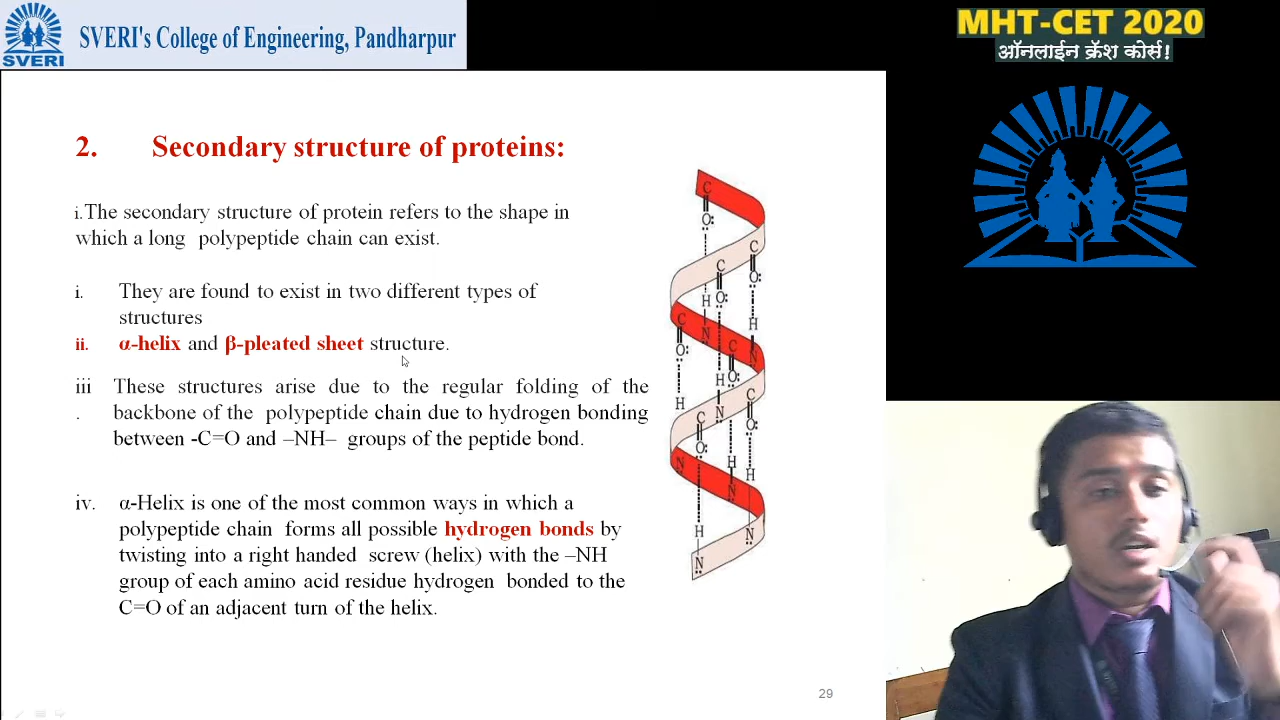 SVERI's College of Engineering, Pandharpur
SVERI
MHT-CET 2020
ऑनलाईन क्रॅश कोर्स!
2. Secondary structure of proteins:
i.The secondary structure of protein refers to the shape in
which a long polypeptide chain can exist.
i. They are found to exist in two different types of
structures
ii. α-helix and β-pleated sheet structure.
iii These structures arise due to the regular folding of the
. backbone of the polypeptide chain due to hydrogen bonding
between -C=O and –NH– groups of the peptide bond.
iv. α-Helix is one of the most common ways in which a
polypeptide chain forms all possible hydrogen bonds by
twisting into a right handed screw (helix) with the –NH
group of each amino acid residue hydrogen bonded to the
C=O of an adjacent turn of the helix.
C
O:
C
C
O:
O:
H
H
C
N
N
O:
C
O:
H
C
H
N
C
O:
O:
N
H
H
N
H
N
N
29